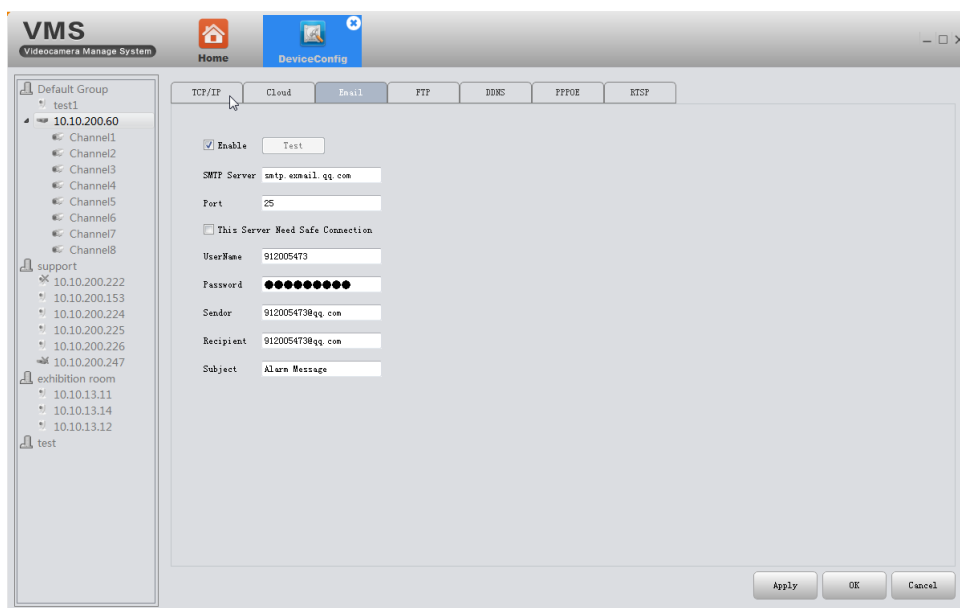 VMS
Videocamera Manage System
Home
DeviceConfig
Default Group
test1
10.10.200.60
Channel1
Channel2
Channel3
Channel4
Channel5
Channel6
Channel7
Channel8
support
10.10.200.222
10.10.200.153
10.10.200.224
10.10.200.225
10.10.200.226
10.10.200.247
exhibition room
10.10.13.11
10.10.13.14
10.10.13.12
test
TCP/IP Cloud Email FTP DDNS PPPOE RTSP
Enable Test
SMTP Server smtp.exmail.qq.com
Port 25
This Server Need Safe Connection
UserName 912005473
Password ●●●●●●●●●
Sendor 912005473@qq.com
Recipient 912005473@qq.com
Subject Alarm Message
Apply OK Cancel